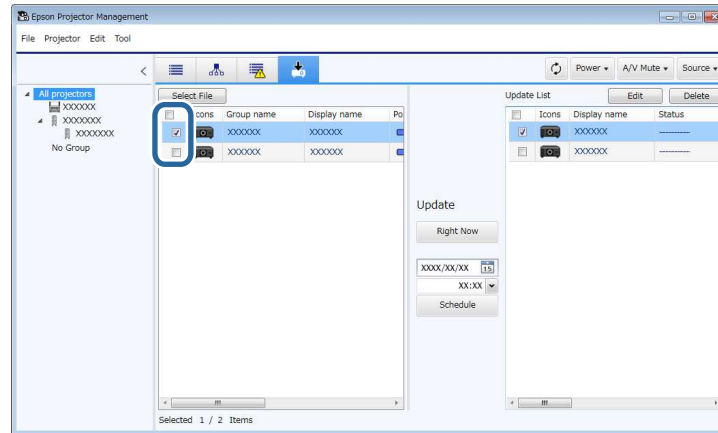 Epson Projector Management
File Projector Edit Tool
Power A/V Mute Source
All projectors
XXXXXX
XXXXXXX
XXXXXXX
No Group
Select File
Icons Group name Display name Po
XXXXXX XXXXXX
XXXXXX XXXXXX
Update
Right Now
XXXX/XX/XX 15
XX:XX
Schedule
Update List Edit Delete
Icons Display name Status
XXXXXX ----------
XXXXXX ----------
Selected 1 / 2 Items